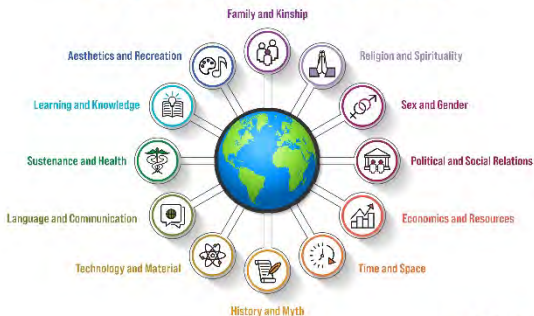 Family and Kinship
Aesthetics and Recreation
Religion and Spirituality
Learning and Knowledge
Sex and Gender
Sustenance and Health
Political and Social Relations
Language and Communication
Economics and Resources
Technology and Material
Time and Space
History and Myth